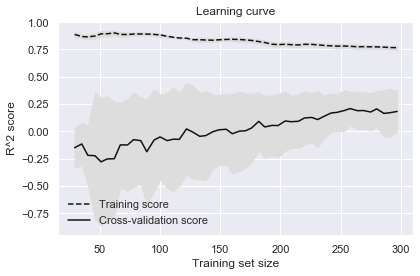 Learning curve
1.00
0.75
0.50
0.25
0.00
−0.25
−0.50
−0.75
R^2 score
Training score
Cross-validation score
50
100
150
200
250
300
Training set size